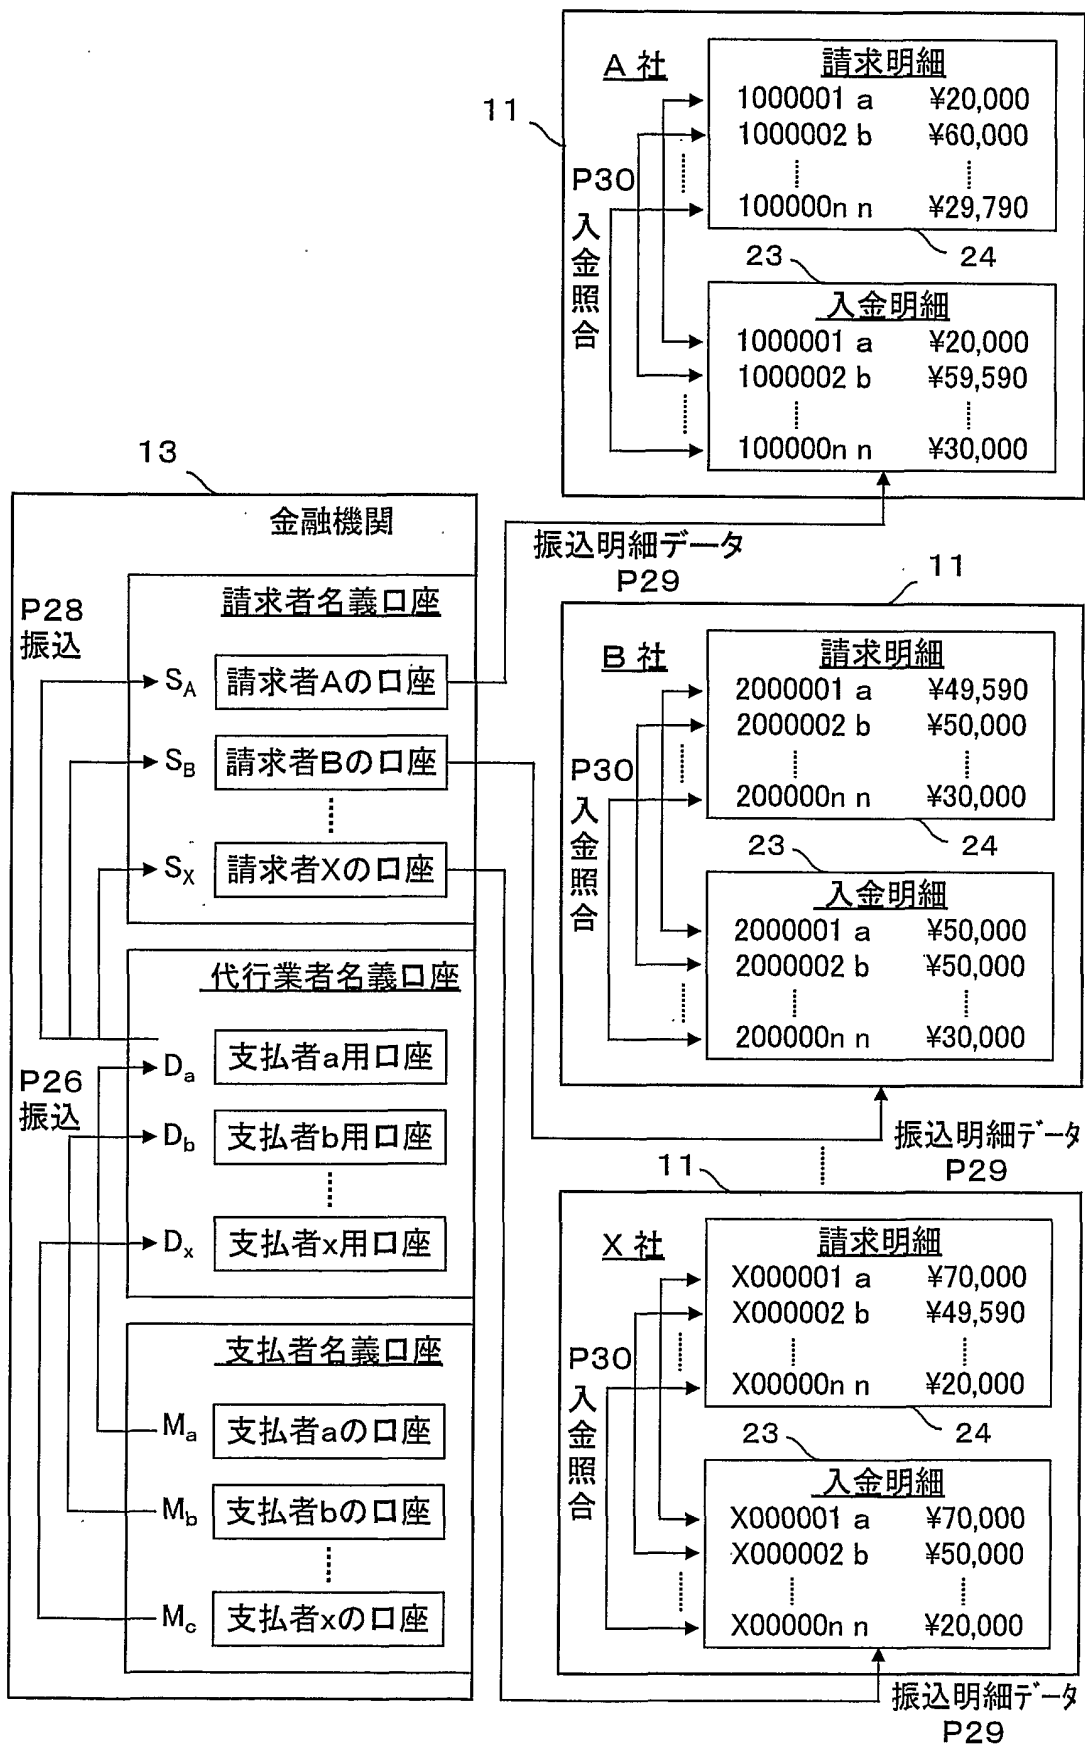 11
A 社
請求明細
1000001 a ¥20,000
1000002 b ¥60,000
100000n n ¥29,790
24
P30
入金照合
23
入金明細
1000001 a ¥20,000
1000002 b ¥59,590
100000n n ¥30,000
13
金融機関
P28
振込
請求者名義口座
SA 請求者Aの口座
SB 請求者Bの口座
SX 請求者Xの口座
代行業者名義口座
P26
振込
Da 支払者a用口座
Db 支払者b用口座
Dx 支払者x用口座
支払者名義口座
Ma 支払者aの口座
Mb 支払者bの口座
Mc 支払者xの口座
振込明細データ
P29
11
B 社
請求明細
2000001 a ¥49,590
2000002 b ¥50,000
200000n n ¥30,000
24
P30
入金照合
23
入金明細
2000001 a ¥50,000
2000002 b ¥50,000
200000n n ¥30,000
振込明細データ
P29
11
X 社
請求明細
X000001 a ¥70,000
X000002 b ¥49,590
X00000n n ¥20,000
24
P30
入金照合
23
入金明細
X000001 a ¥70,000
X000002 b ¥50,000
X00000n n ¥20,000
振込明細データ
P29